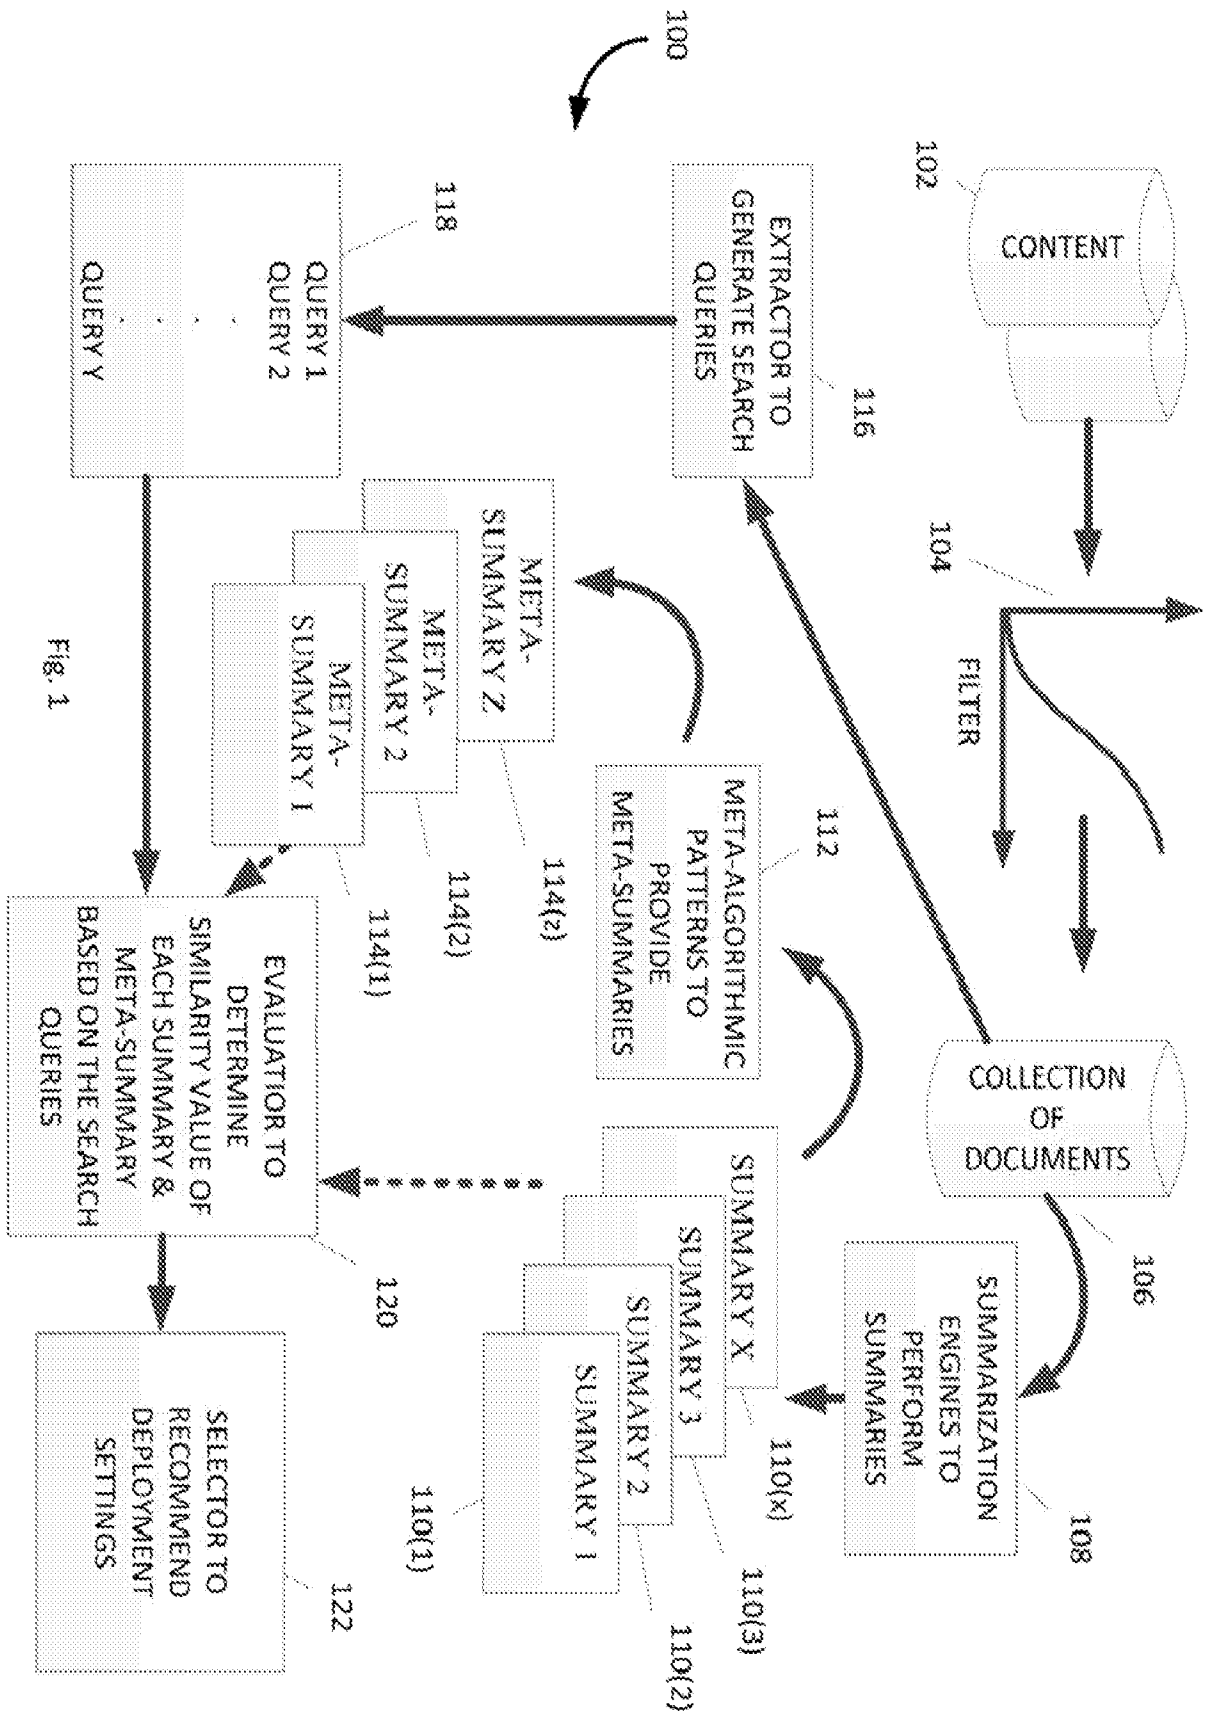 100
102
CONTENT
104
FILTER
COLLECTION
OF
DOCUMENTS
106
116
EXTRACTOR TO
GENERATE SEARCH
QUERIES
112
META-ALGORITHMIC
PATTERNS TO
PROVIDE
META-SUMMARIES
SUMMARIZATION
ENGINES TO
PERFORM
SUMMARIES
108
118
QUERY 1
QUERY 2
. . . .
QUERY Y
META-
SUMMARY Z
114(z)
META-
SUMMARY 2
114(2)
META-
SUMMARY 1
114(1)
SUMMARY X
110(x)
SUMMARY 3
110(3)
SUMMARY 2
110(2)
SUMMARY 1
110(1)
EVALUATOR TO
DETERMINE
SIMILARITY VALUE OF
EACH SUMMARY &
META-SUMMARY
BASED ON THE SEARCH
QUERIES
120
SELECTOR TO
RECOMMEND
DEPLOYMENT
SETTINGS
122
Fig. 1